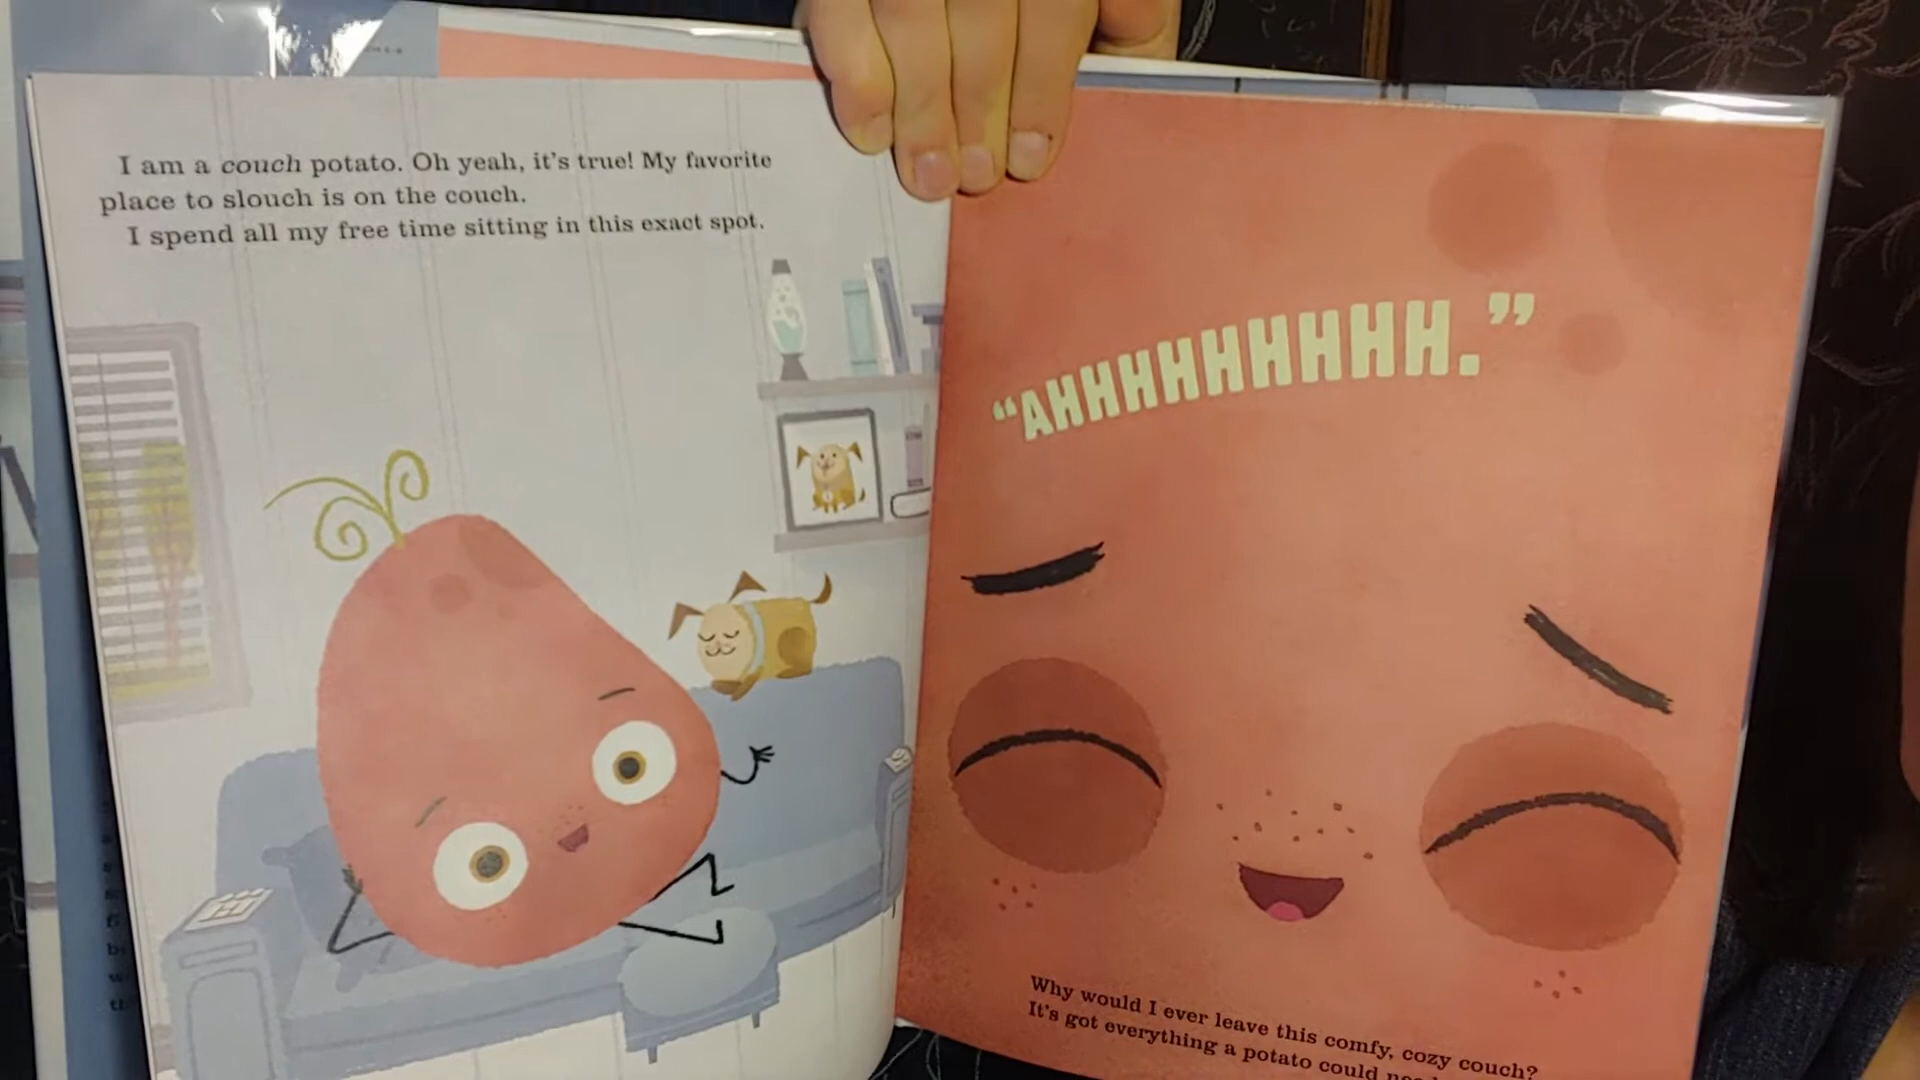 I am a couch potato. Oh yeah, it's true! My favorite
place to slouch is on the couch.
I spend all my free time sitting in this exact spot.
“AHHHHHHHHHH.”
Why would I ever leave this comfy, cozy couch?
It's got everything a potato could